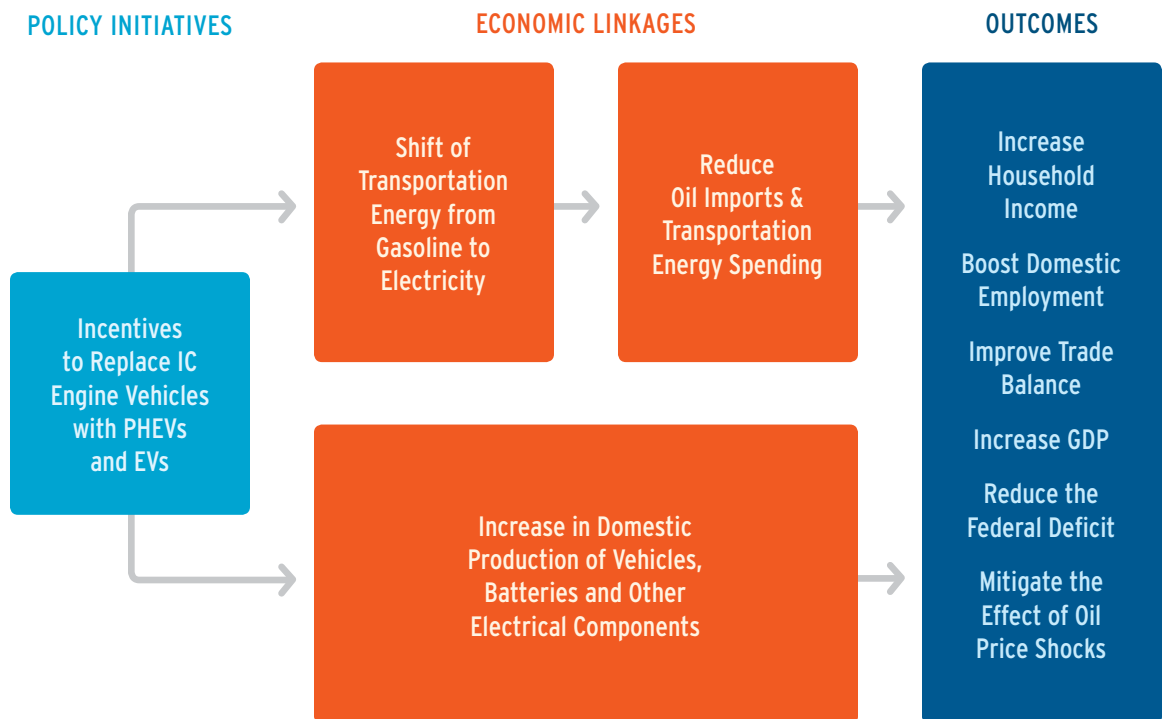 POLICY INITIATIVES
ECONOMIC LINKAGES
OUTCOMES
Incentives
to Replace IC
Engine Vehicles
with PHEVs
and EVs
Shift of
Transportation
Energy from
Gasoline to
Electricity
Reduce
Oil Imports &
Transportation
Energy Spending
Increase in Domestic
Production of Vehicles,
Batteries and Other
Electrical Components
Increase
Household
Income
Boost Domestic
Employment
Improve Trade
Balance
Increase GDP
Reduce the
Federal Deficit
Mitigate the
Effect of Oil
Price Shocks